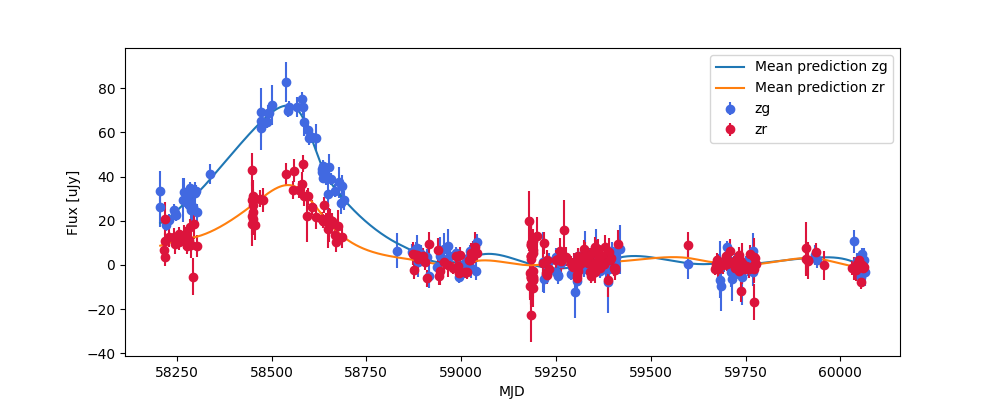 Mean prediction zg
Mean prediction zr
zg
zr
80
60
40
20
0
−20
−40
Flux [uJy]
58250
58500
58750
59000
59250
59500
59750
60000
MJD